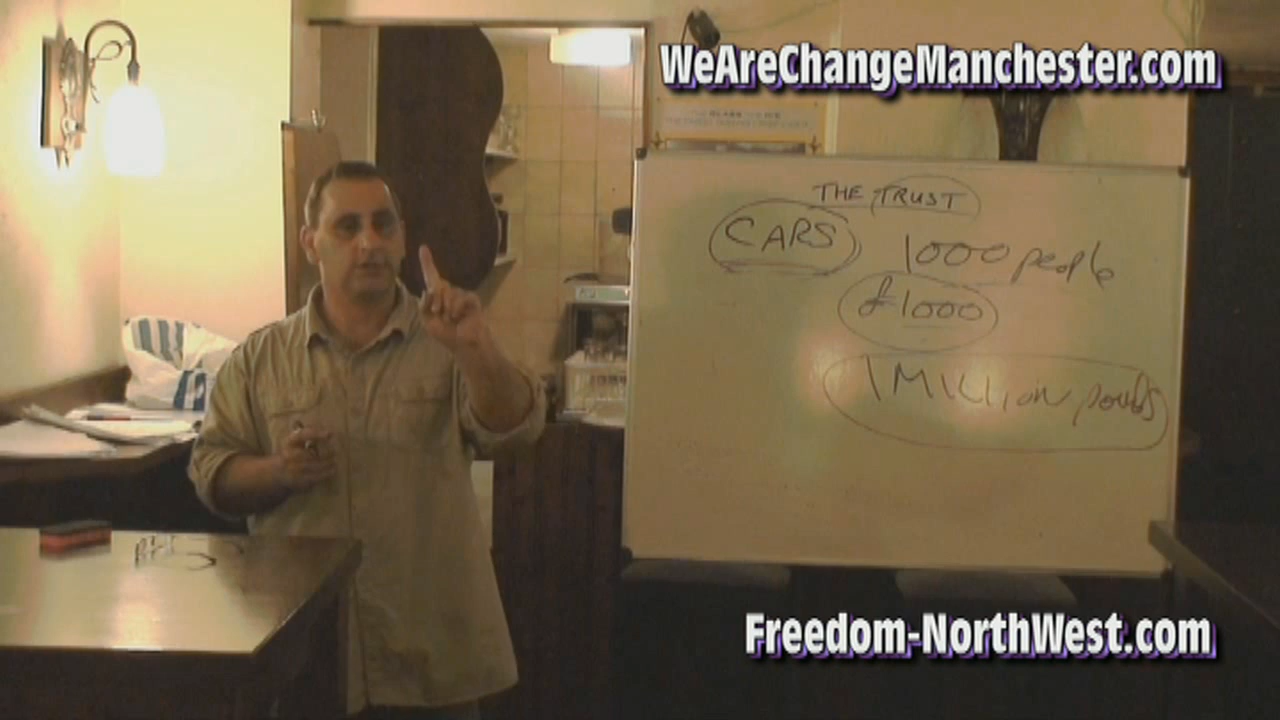 WeAreChangeManchester.com
THE TRUST
CARS
1000 people
£1000
1 MILLION pounds
Freedom-NorthWest.com